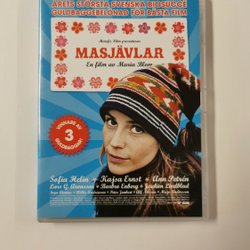 ÅRETS STÖRSTA SVENSKA BIOSUCCÉ
GULDBAGGEBELÖNAD FÖR BÄSTA FILM
MASJÄVLAR
En film av Maria Blom
VINNARE AV
3
GULDBAGGAR!
Sofia Helin • Kajsa Ernst • Ann Petrén
Lars G. Aronsson • Barbro Enberg • Joakim Lindblad